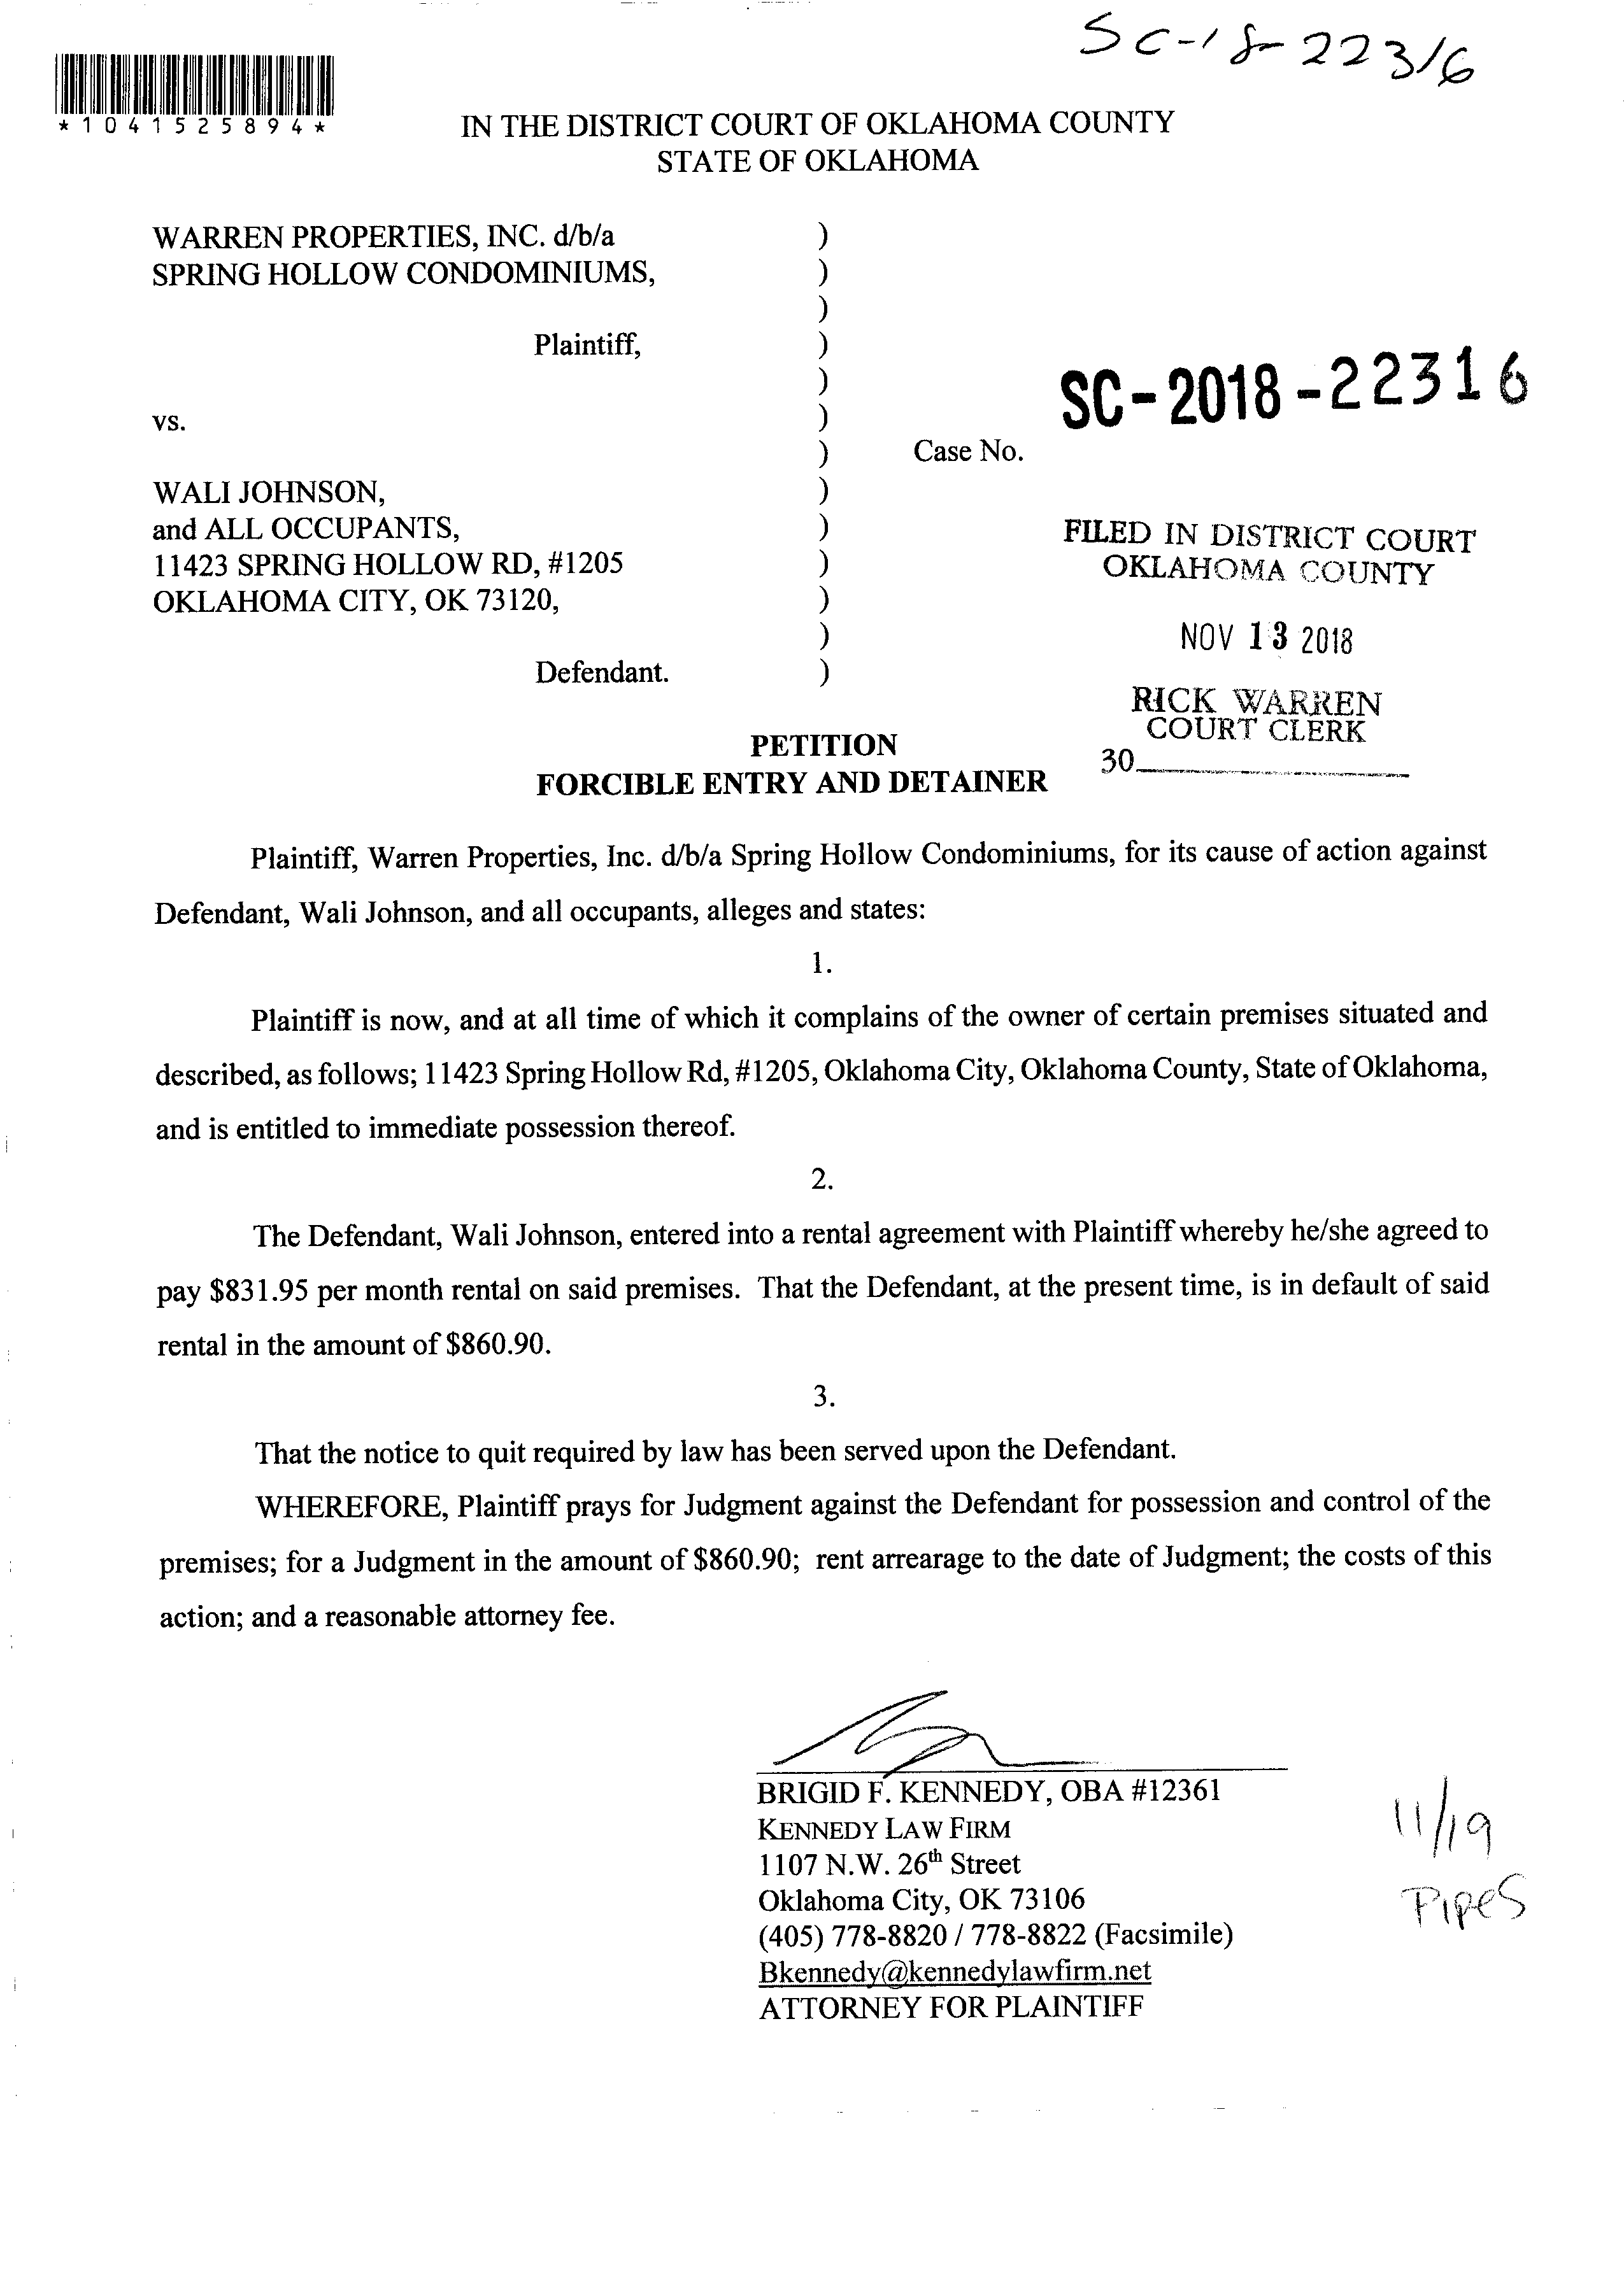 SC-18-22316
*1041525894*
IN THE DISTRICT COURT OF OKLAHOMA COUNTY
STATE OF OKLAHOMA
WARREN PROPERTIES, INC. d/b/a )
SPRING HOLLOW CONDOMINIUMS, )
)
Plaintiff, )
)
vs. )
SC-2018-22316
) Case No.
WALI JOHNSON, )
and ALL OCCUPANTS, )
11423 SPRING HOLLOW RD, #1205 )
OKLAHOMA CITY, OK 73120, )
)
Defendant. )
FILED IN DISTRICT COURT
OKLAHOMA COUNTY
NOV 13 2018
RICK WARREN
COURT CLERK
30
PETITION
FORCIBLE ENTRY AND DETAINER
Plaintiff, Warren Properties, Inc. d/b/a Spring Hollow Condominiums, for its cause of action against
Defendant, Wali Johnson, and all occupants, alleges and states:
1.
Plaintiff is now, and at all time of which it complains of the owner of certain premises situated and
described, as follows; 11423 Spring Hollow Rd, #1205, Oklahoma City, Oklahoma County, State of Oklahoma,
and is entitled to immediate possession thereof.
2.
The Defendant, Wali Johnson, entered into a rental agreement with Plaintiff whereby he/she agreed to
pay $831.95 per month rental on said premises. That the Defendant, at the present time, is in default of said
rental in the amount of $860.90.
3.
That the notice to quit required by law has been served upon the Defendant.
WHEREFORE, Plaintiff prays for Judgment against the Defendant for possession and control of the
premises; for a Judgment in the amount of $860.90; rent arrearage to the date of Judgment; the costs of this
action; and a reasonable attorney fee.
BRIGID F. KENNEDY, OBA #12361
KENNEDY LAW FIRM
1107 N.W. 26th Street
Oklahoma City, OK 73106
(405) 778-8820 / 778-8822 (Facsimile)
Bkennedy@kennedylawfirm.net
ATTORNEY FOR PLAINTIFF
11/19
Pipes